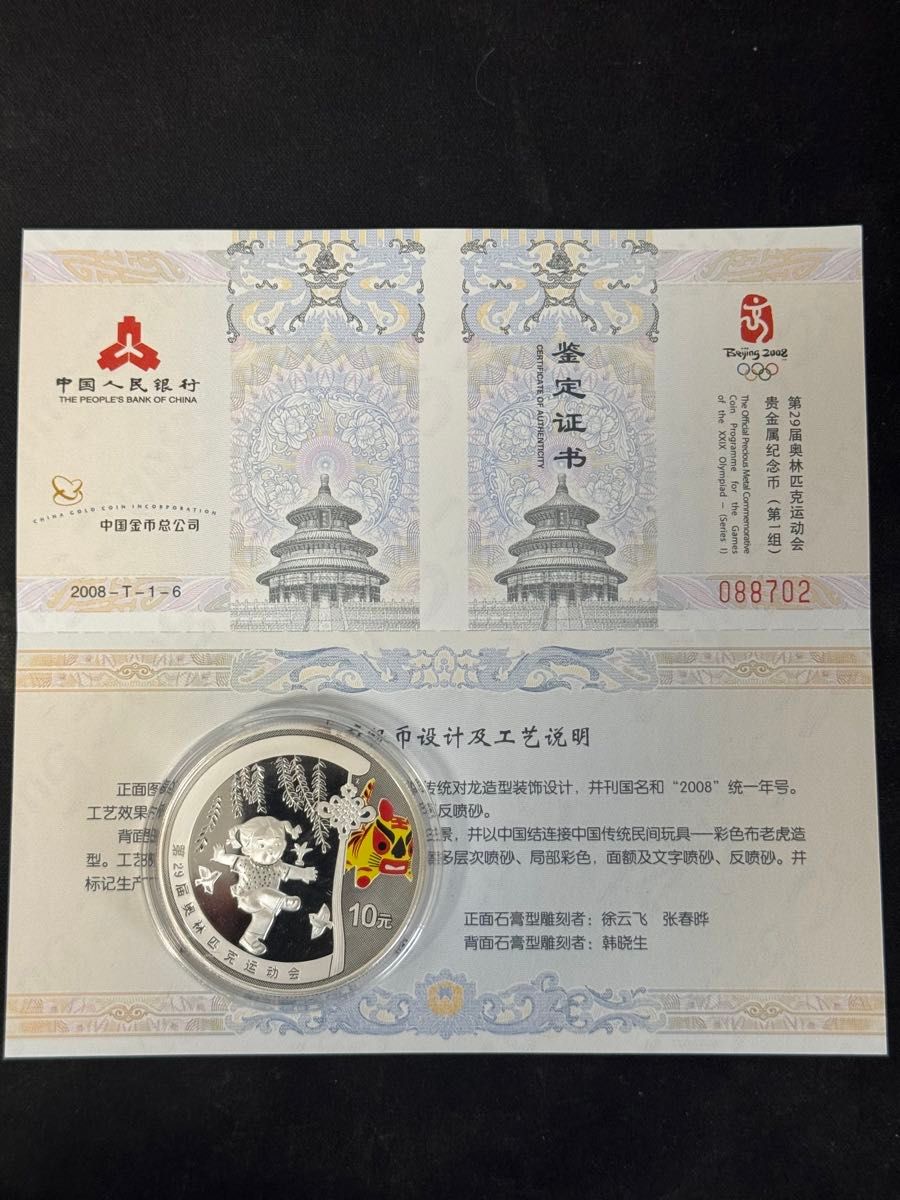 中国人民银行
THE PEOPLE'S BANK OF CHINA
CHINA GOLD COIN INCORPORATION
中国金币总公司
2008-T-1-6
鉴定证书
CERTIFICATE OF AUTHENTICITY
Beijing 2008
第29届奥林匹克运动会
贵金属纪念币（第一组）
The Official Precious Metal Commemorative
Coin Programme for the Games
of the XXIX Olympiad – (Series I)
088702
币设计及工艺说明
正面图
传统对龙造型装饰设计，并刊国名和“2008”统一年号。
工艺效果
反喷砂。
背面
景，并以中国结连接中国传统民间玩具──彩色布老虎造
型。工艺
多层次喷砂、局部彩色，面额及文字喷砂、反喷砂。并
标记生产
正面石膏型雕刻者：徐云飞 张春晔
背面石膏型雕刻者：韩晓生
第29届奥林匹克运动会
10元